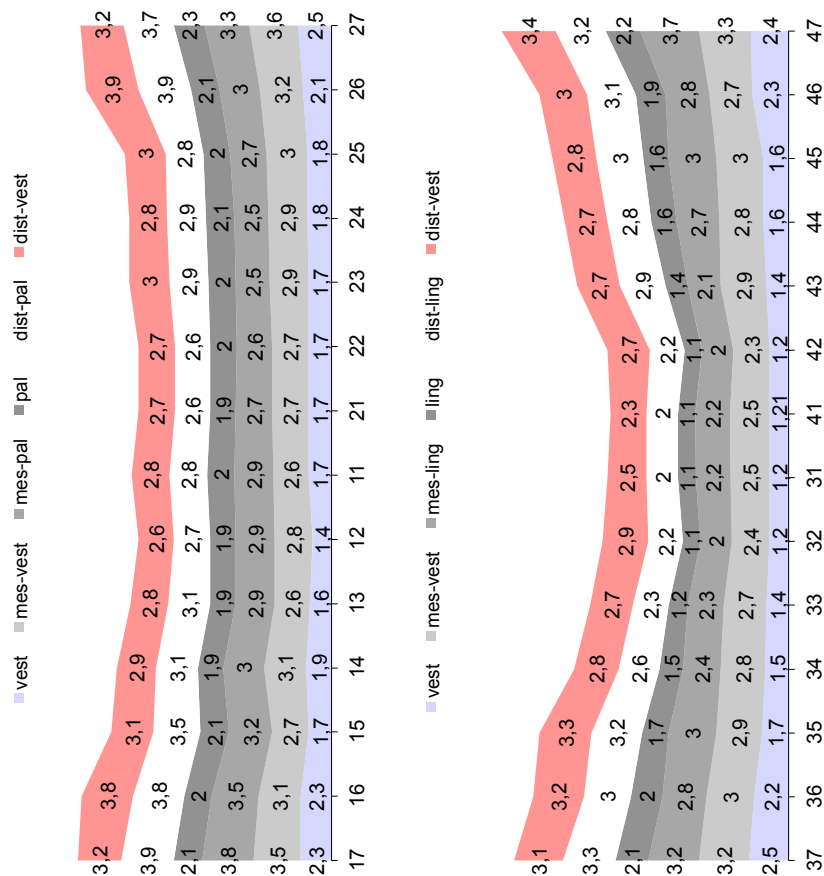 vest mes-vest mes-pal pal dist-pal dist-vest
3,2 3,8 3,1 2,9 2,8 2,6 2,8 2,7 2,7 3 2,8 3 3,9 3,2
3,9 3,8 3,5 3,1 3,1 2,7 2,8 2,6 2,6 2,9 2,9 2,8 3,9 3,7
2,1 2 2,1 1,9 1,9 1,9 2 1,9 2 2 2,1 2 2,1 2,3
3,8 3,5 3,2 3 2,9 2,9 2,9 2,7 2,6 2,5 2,5 2,7 3 3,3
3,5 3,1 2,7 3,1 2,6 2,8 2,6 2,7 2,7 2,9 2,9 3 3,2 3,6
2,3 2,3 1,7 1,9 1,6 1,4 1,7 1,7 1,7 1,7 1,8 1,8 2,1 2,5
17 16 15 14 13 12 11 21 22 23 24 25 26 27
vest mes-vest mes-ling ling dist-ling dist-vest
3,1 3,2 3,3 2,8 2,7 2,9 2,5 2,3 2,7 2,7 2,7 2,8 3 3,4
3,3 3 3,2 2,6 2,3 2,2 2 2 2,2 2,9 2,8 3 3,1 3,2
2,1 2 1,7 1,5 1,2 1,1 1,1 1,1 1,1 1,4 1,6 1,6 1,9 2,2
3,2 2,8 3 2,4 2,3 2 2,2 2,2 2 2,1 2,7 3 2,8 3,7
3,2 3 2,9 2,8 2,7 2,4 2,5 2,5 2,3 2,9 2,8 3 2,7 3,3
2,5 2,2 1,7 1,5 1,4 1,2 1,2 1,21 1,2 1,4 1,6 1,6 2,3 2,4
37 36 35 34 33 32 31 41 42 43 44 45 46 47